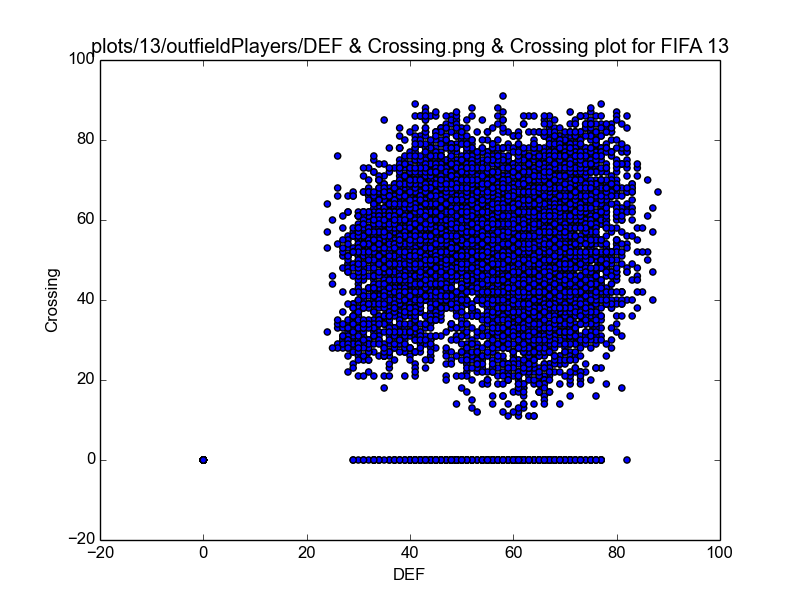 plots/13/outfieldPlayers/DEF & Crossing.png & Crossing plot for FIFA 13
100
80
60
40
20
0
−20
Crossing
−20 0 20 40 60 80 100
DEF